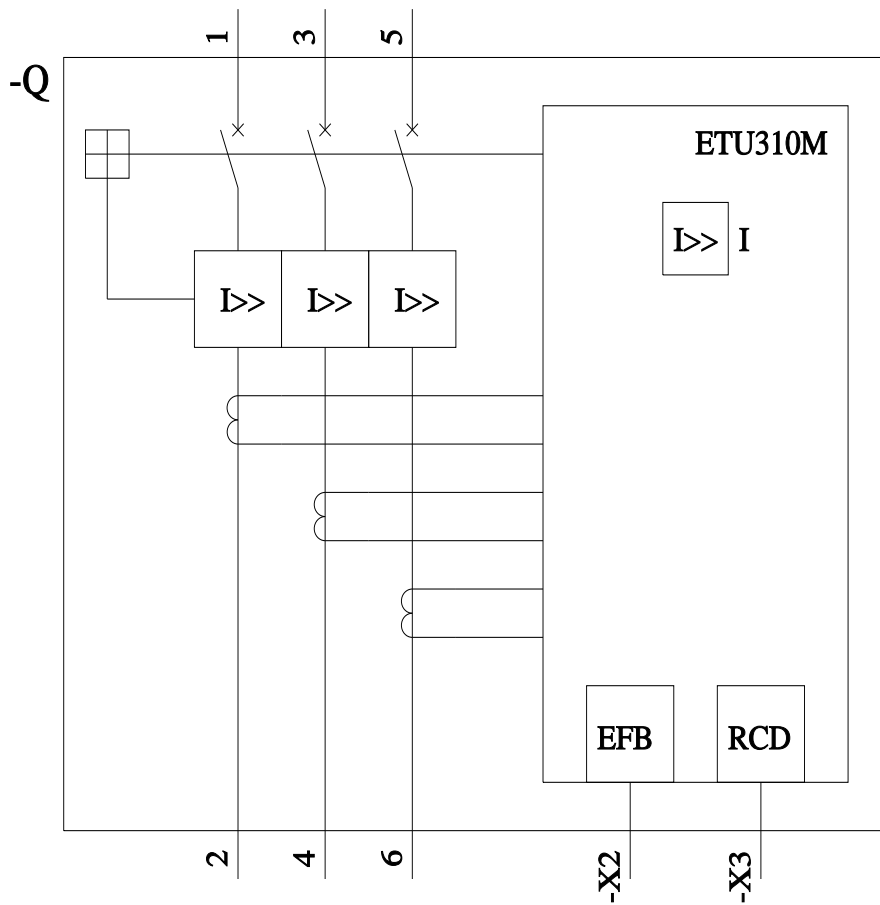 1 3 5
-Q
ETU310M
I>> I
I>> I>> I>>
EFB RCD
2 4 6 -X2 -X3